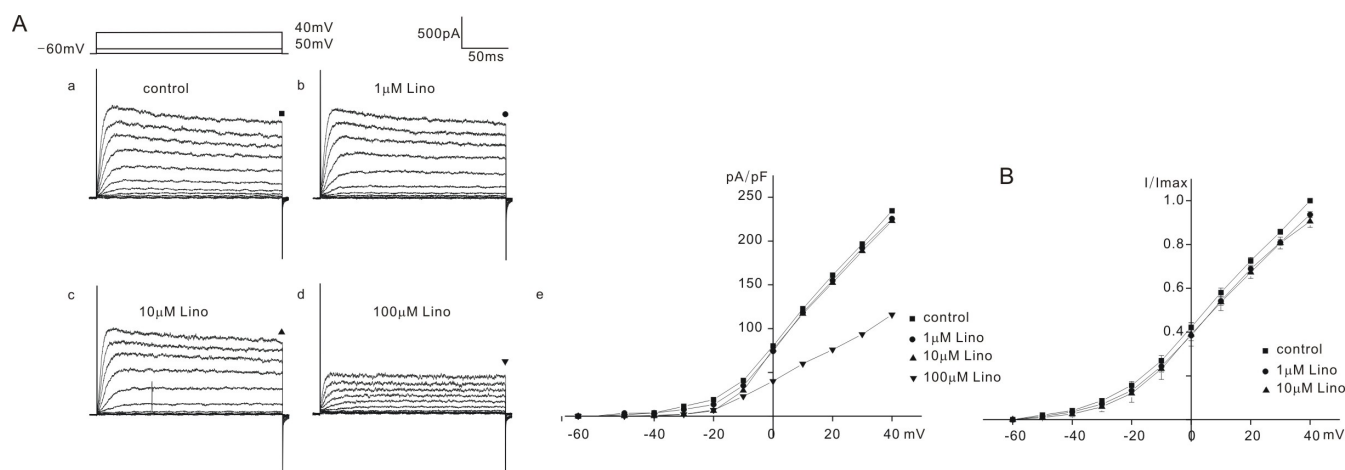 A
-60mV
40mV
50mV
500pA
50ms
a
control
b
1μM Lino
c
10μM Lino
d
100μM Lino
e
pA/pF
250
200
150
100
50
-60
-40
-20
0
20
40 mV
control
1μM Lino
10μM Lino
100μM Lino
B
I/Imax
1.0
0.8
0.6
0.4
0.2
-60
-40
-20
0
20
40 mV
control
1μM Lino
10μM Lino